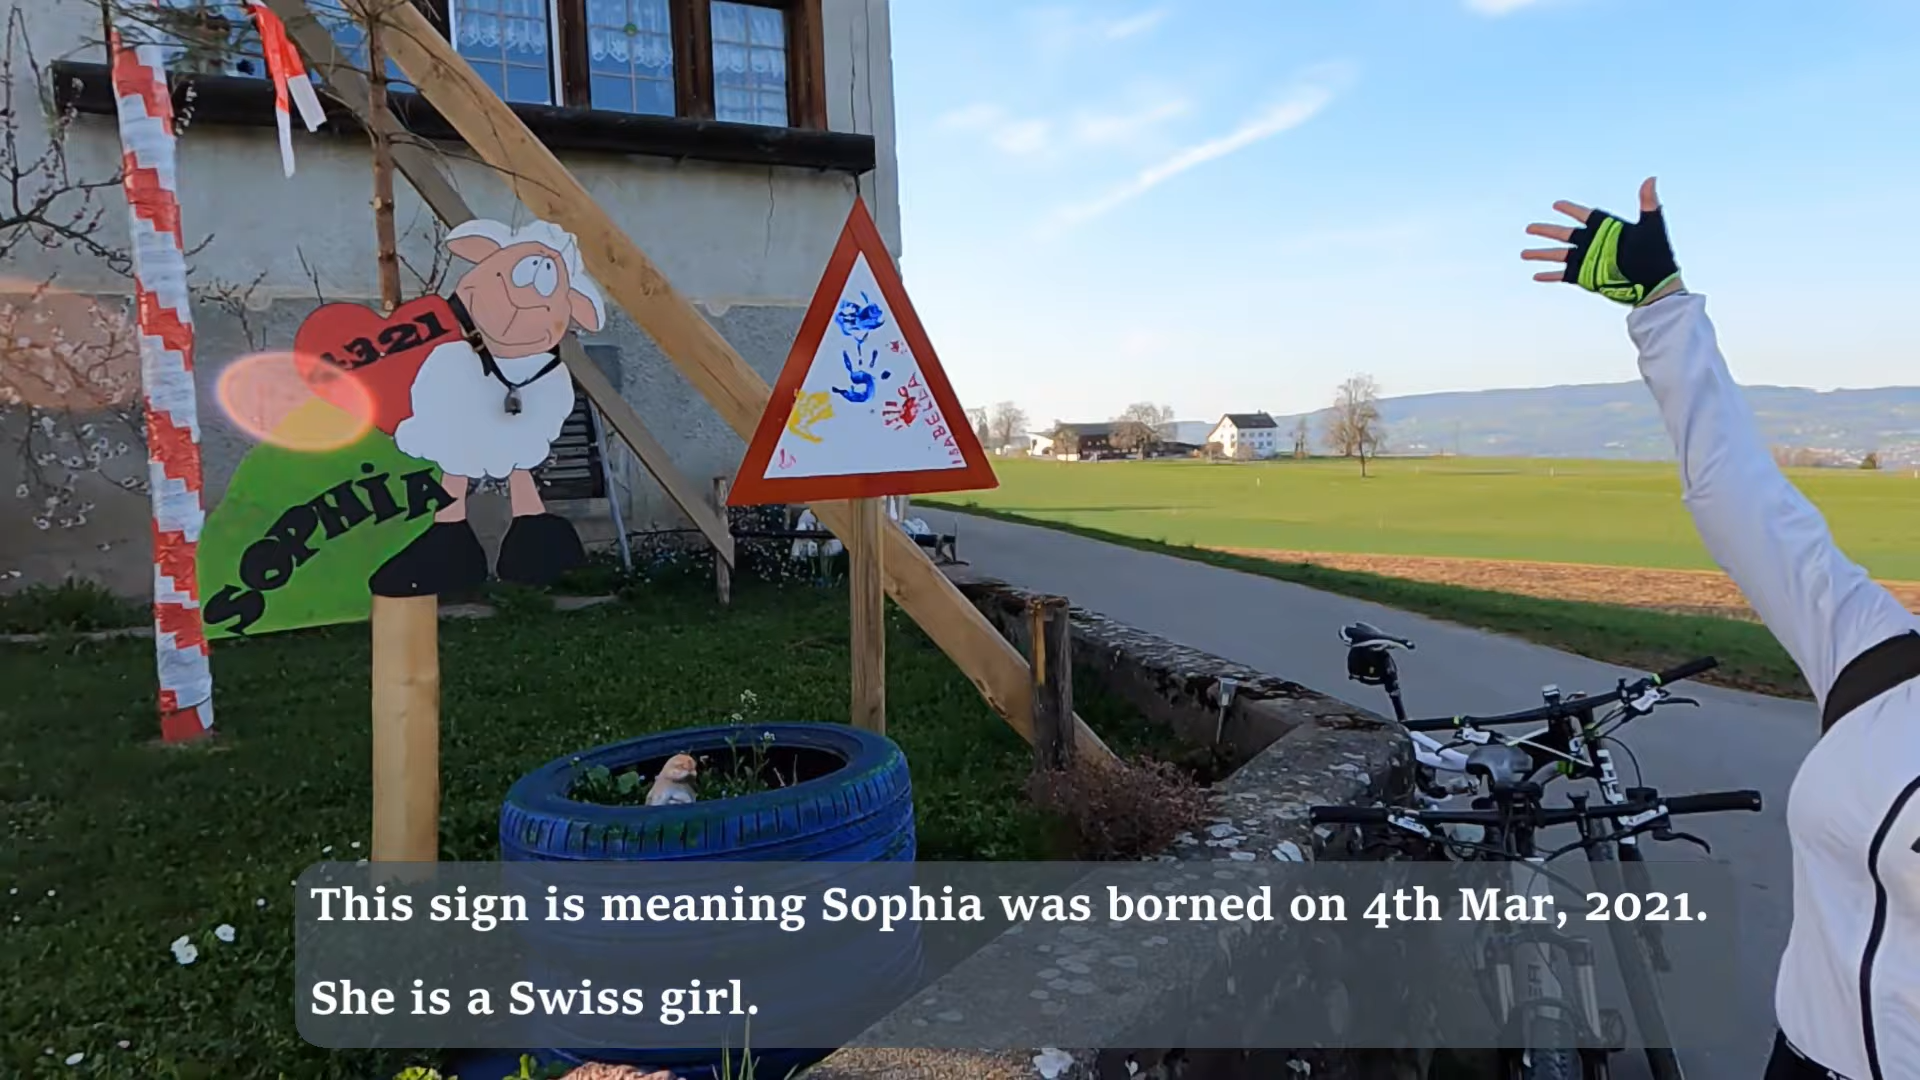 4.3.21
SOPHIA
ISABELLA
This sign is meaning Sophia was borned on 4th Mar, 2021.
She is a Swiss girl.